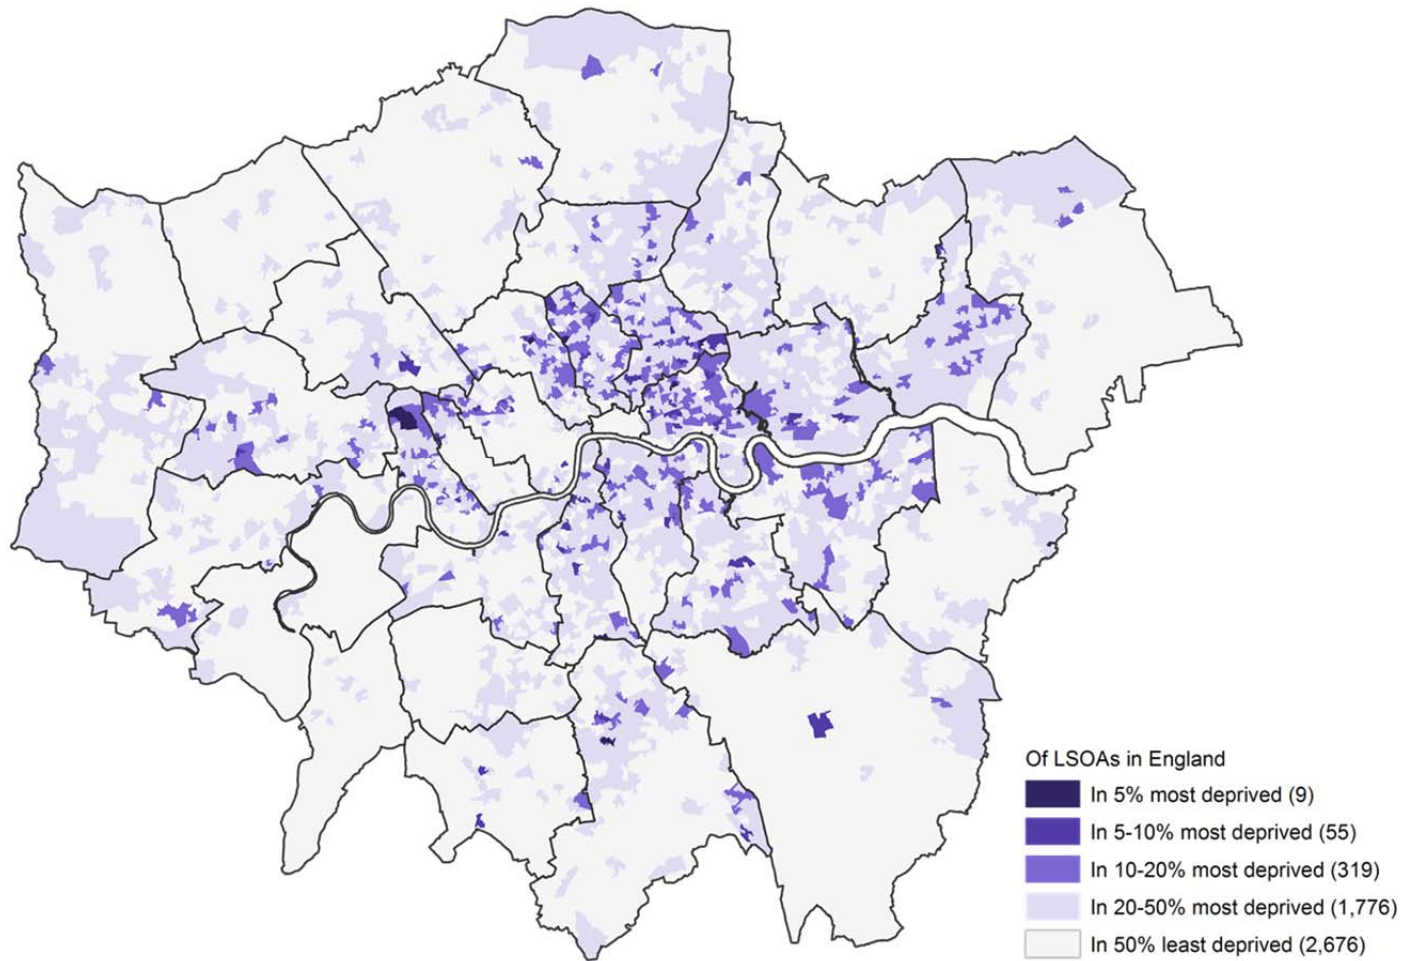 Of LSOAs in England
In 5% most deprived (9)
In 5-10% most deprived (55)
In 10-20% most deprived (319)
In 20-50% most deprived (1,776)
In 50% least deprived (2,676)